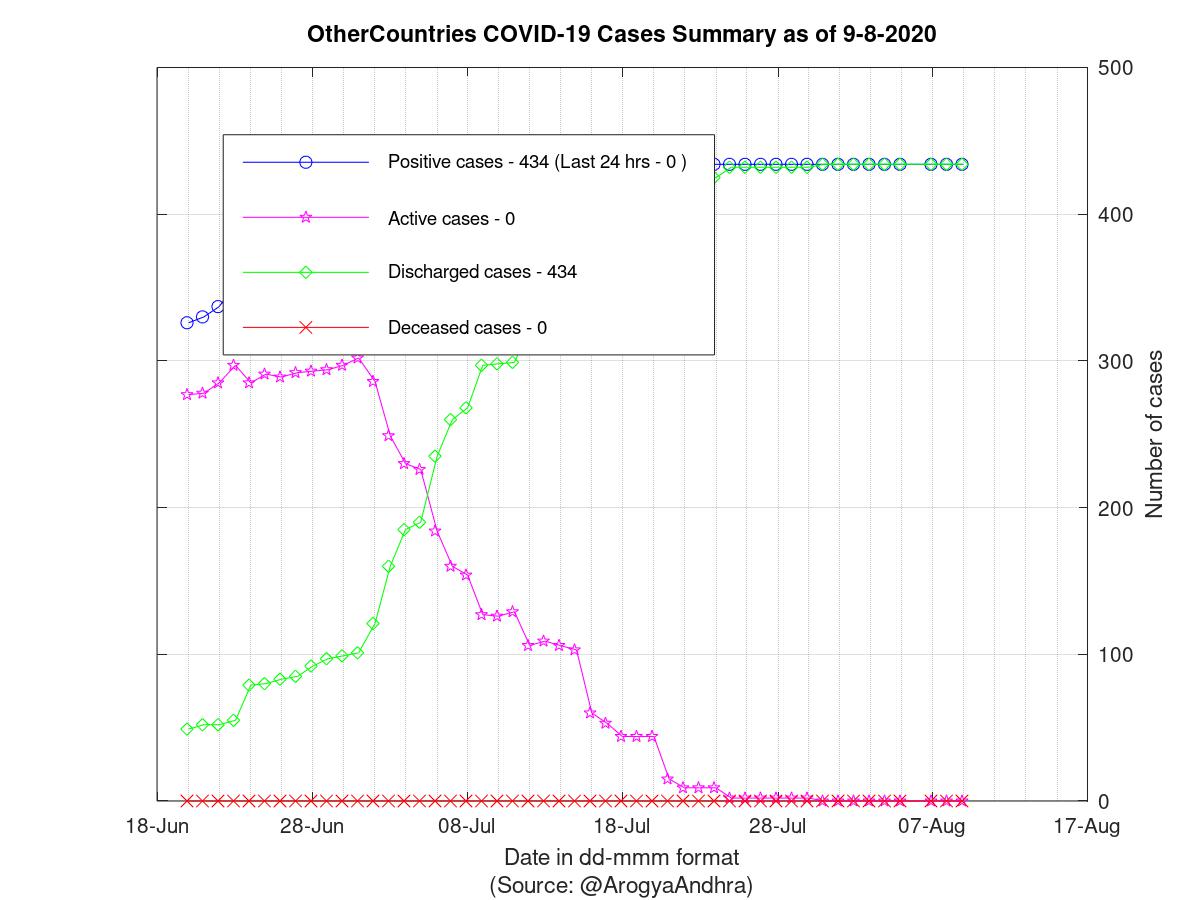 OtherCountries COVID-19 Cases Summary as of 9-8-2020
500
Positive cases - 434 (Last 24 hrs - 0 )
Active cases - 0
400
Discharged cases - 434
Deceased cases - 0
300
Number of cases
200
100
0
18-Jun 28-Jun 08-Jul 18-Jul 28-Jul 07-Aug 17-Aug
Date in dd-mmm format
(Source: @ArogyaAndhra)